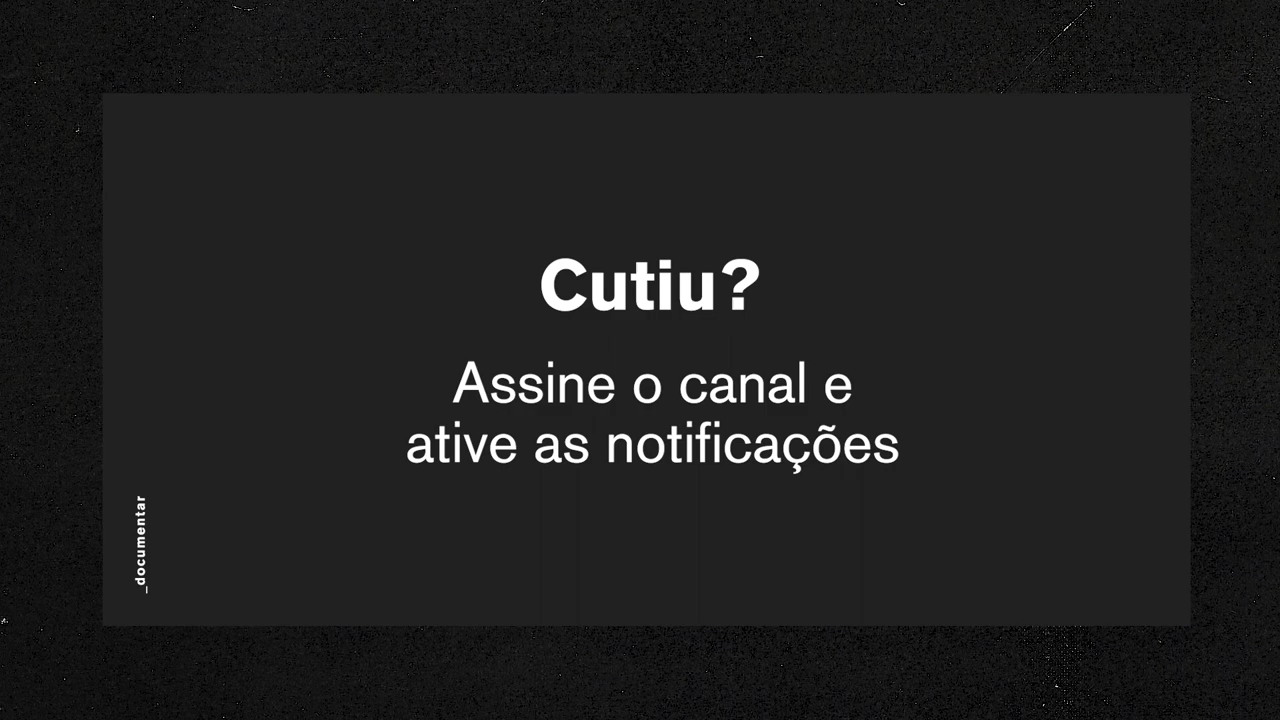 Cutiu?
Assine o canal e
ative as notificações
_documentar